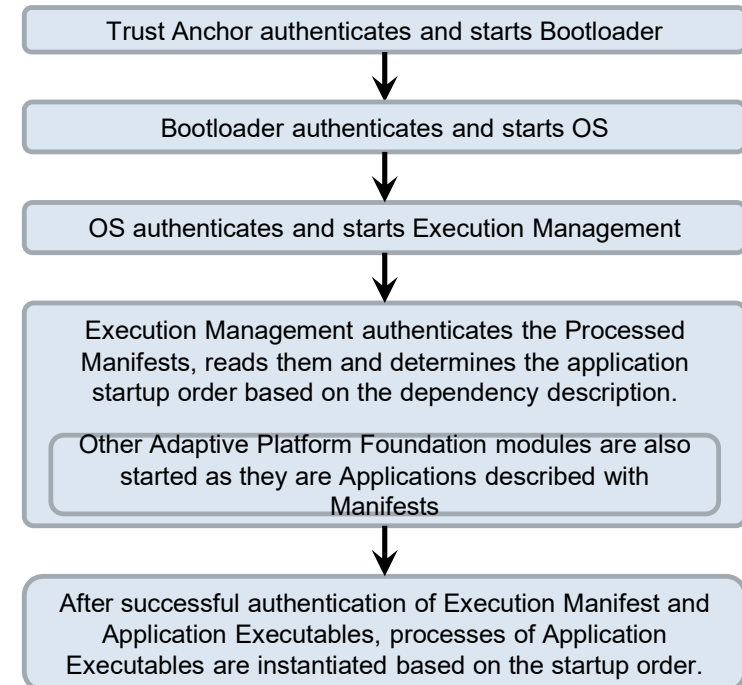 Trust Anchor authenticates and starts Bootloader
Bootloader authenticates and starts OS
OS authenticates and starts Execution Management
Execution Management authenticates the Processed
Manifests, reads them and determines the application
startup order based on the dependency description.
Other Adaptive Platform Foundation modules are also
started as they are Applications described with
Manifests
After successful authentication of Execution Manifest and
Application Executables, processes of Application
Executables are instantiated based on the startup order.